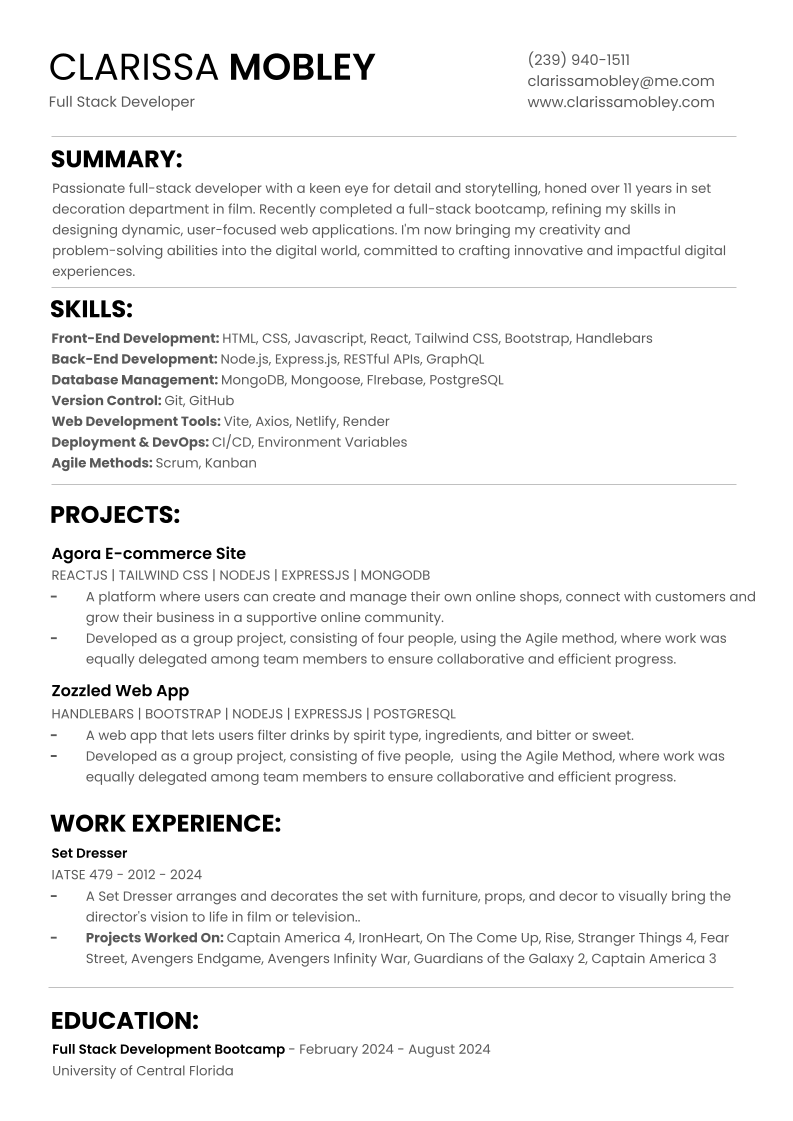 CLARISSA MOBLEY
Full Stack Developer
(239) 940-1511
clarissamobley@me.com
www.clarissamobley.com
SUMMARY:
Passionate full-stack developer with a keen eye for detail and storytelling, honed over 11 years in set
decoration department in film. Recently completed a full-stack bootcamp, refining my skills in
designing dynamic, user-focused web applications. I'm now bringing my creativity and
problem-solving abilities into the digital world, committed to crafting innovative and impactful digital
experiences.
SKILLS:
Front-End Development: HTML, CSS, Javascript, React, Tailwind CSS, Bootstrap, Handlebars
Back-End Development: Node.js, Express.js, RESTful APIs, GraphQL
Database Management: MongoDB, Mongoose, FIrebase, PostgreSQL
Version Control: Git, GitHub
Web Development Tools: Vite, Axios, Netlify, Render
Deployment & DevOps: CI/CD, Environment Variables
Agile Methods: Scrum, Kanban
PROJECTS:
Agora E-commerce Site
REACTJS | TAILWIND CSS | NODEJS | EXPRESSJS | MONGODB
- A platform where users can create and manage their own online shops, connect with customers and
grow their business in a supportive online community.
- Developed as a group project, consisting of four people, using the Agile method, where work was
equally delegated among team members to ensure collaborative and efficient progress.
Zozzled Web App
HANDLEBARS | BOOTSTRAP | NODEJS | EXPRESSJS | POSTGRESQL
- A web app that lets users filter drinks by spirit type, ingredients, and bitter or sweet.
- Developed as a group project, consisting of five people,  using the Agile Method, where work was
equally delegated among team members to ensure collaborative and efficient progress.
WORK EXPERIENCE:
Set Dresser
IATSE 479 - 2012 - 2024
- A Set Dresser arranges and decorates the set with furniture, props, and decor to visually bring the
director's vision to life in film or television..
- Projects Worked On: Captain America 4, IronHeart, On The Come Up, Rise, Stranger Things 4, Fear
Street, Avengers Endgame, Avengers Infinity War, Guardians of the Galaxy 2, Captain America 3
EDUCATION:
Full Stack Development Bootcamp - February 2024 - August 2024
University of Central Florida